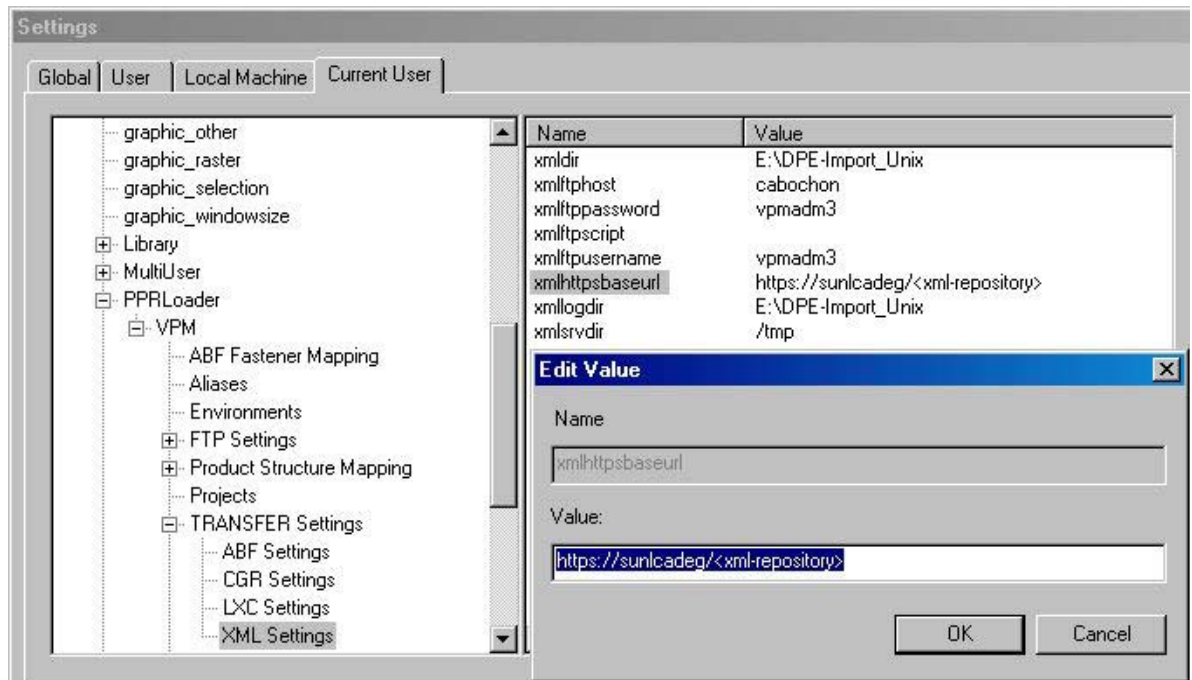 Settings
Global User Local Machine Current User
graphic_other
graphic_raster
graphic_selection
graphic_windowsize
Library
MultiUser
PPRLoader
VPM
ABF Fastener Mapping
Aliases
Environments
FTP Settings
Product Structure Mapping
Projects
TRANSFER Settings
ABF Settings
CGR Settings
LXC Settings
XML Settings
Name Value
xmldir E:\DPE-Import_Unix
xmlftphost cabochon
xmlftppassword vpmadm3
xmlftpscript
xmlftpusername vpmadm3
xmlhttpsbaseurl https://sunlcadeg/<xml-repository>
xmllogdir E:\DPE-Import_Unix
xmlsrvdir /tmp
Edit Value
Name
xmlhttpsbaseurl
Value:
https://sunlcadeg/<xml-repository>
OK Cancel